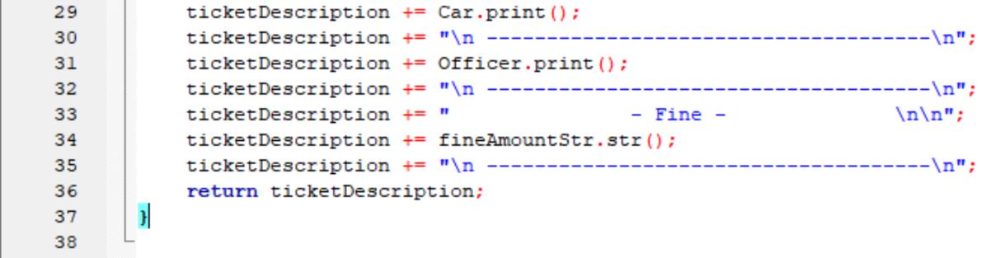 29 ticketDescription += Car.print();
30 ticketDescription += "\n -------------------------------------\n";
31 ticketDescription += Officer.print();
32 ticketDescription += "\n -------------------------------------\n";
33 ticketDescription += "               - Fine -              \n\n";
34 ticketDescription += fineAmountStr.str();
35 ticketDescription += "\n -------------------------------------\n";
36 return ticketDescription;
37 }
38